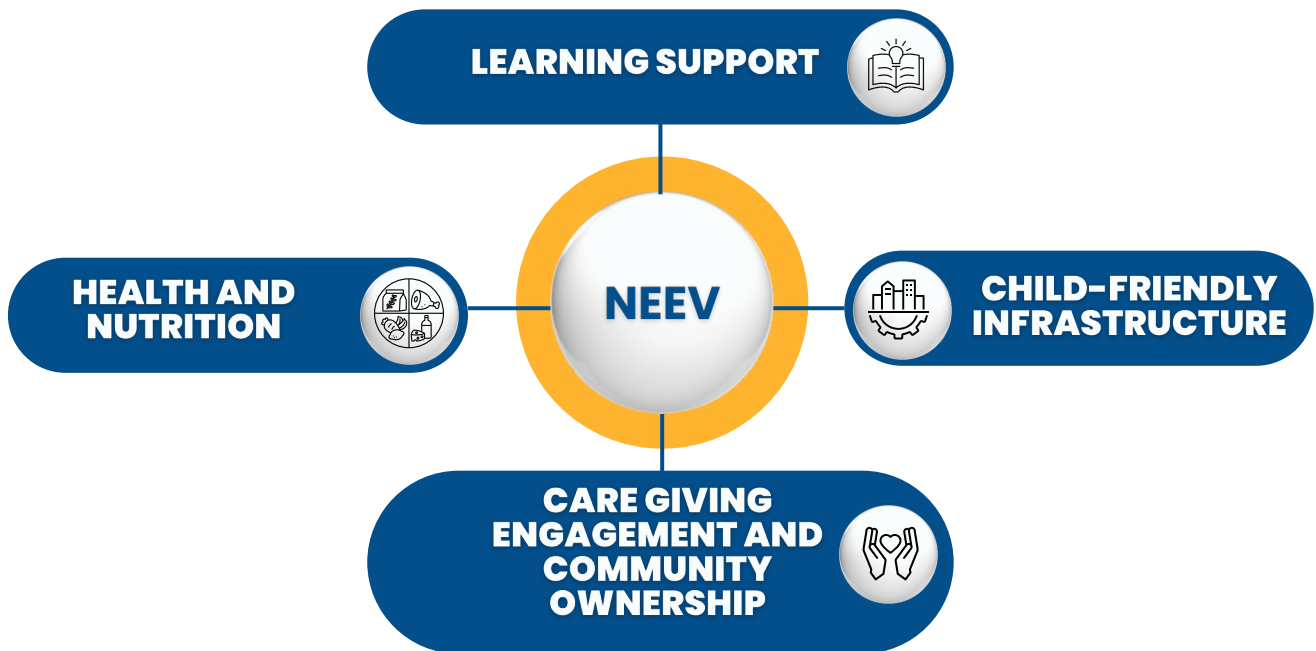 LEARNING SUPPORT
HEALTH AND
NUTRITION
NEEV
CHILD-FRIENDLY
INFRASTRUCTURE
CARE GIVING
ENGAGEMENT AND
COMMUNITY
OWNERSHIP